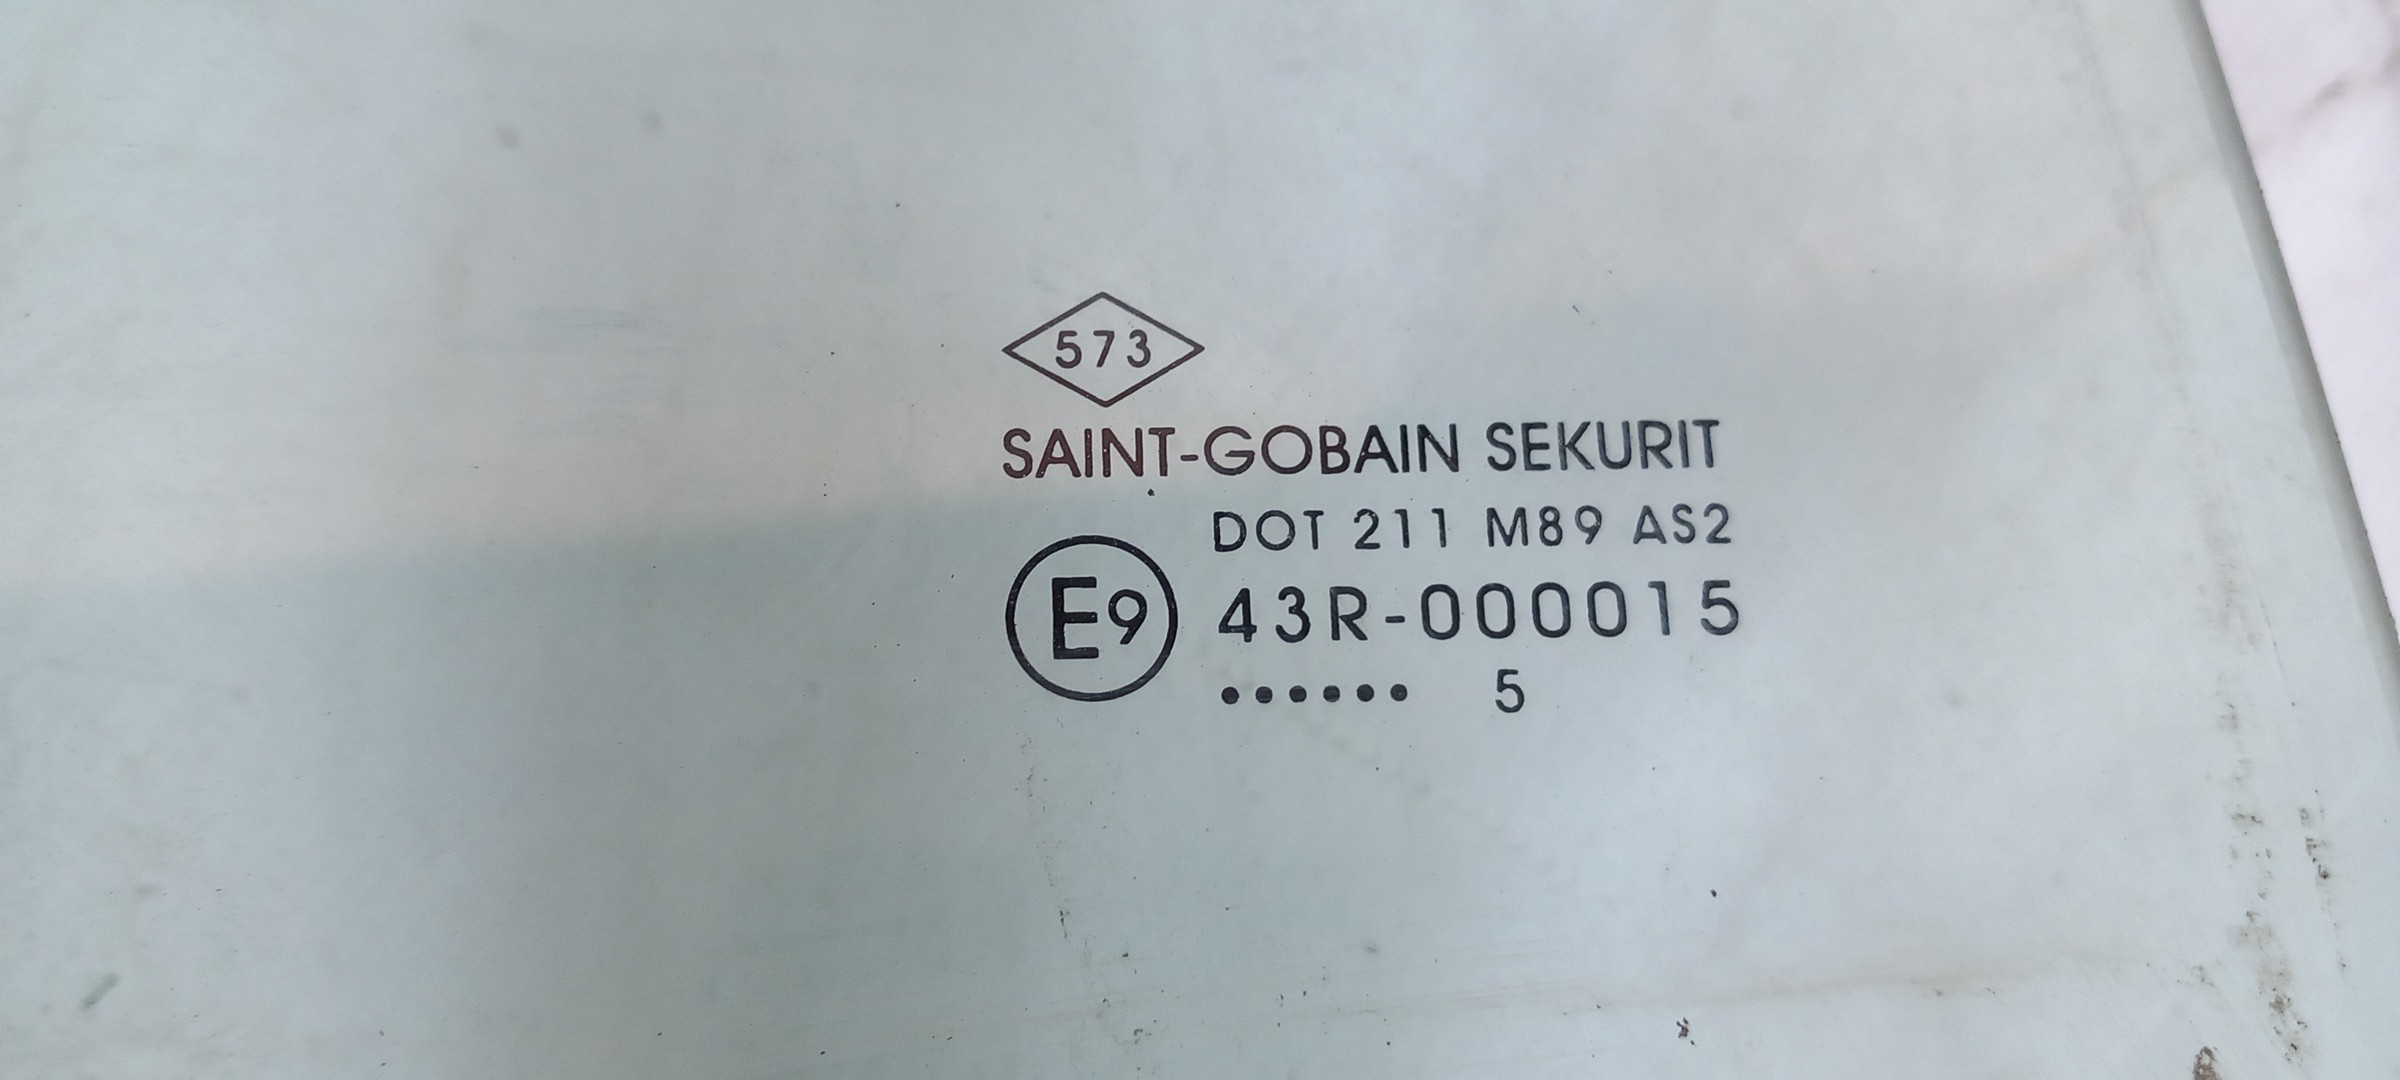 573
SAINT-GOBAIN SEKURIT
DOT 211 M89 AS2
E9 43R-000015
•••••• 5